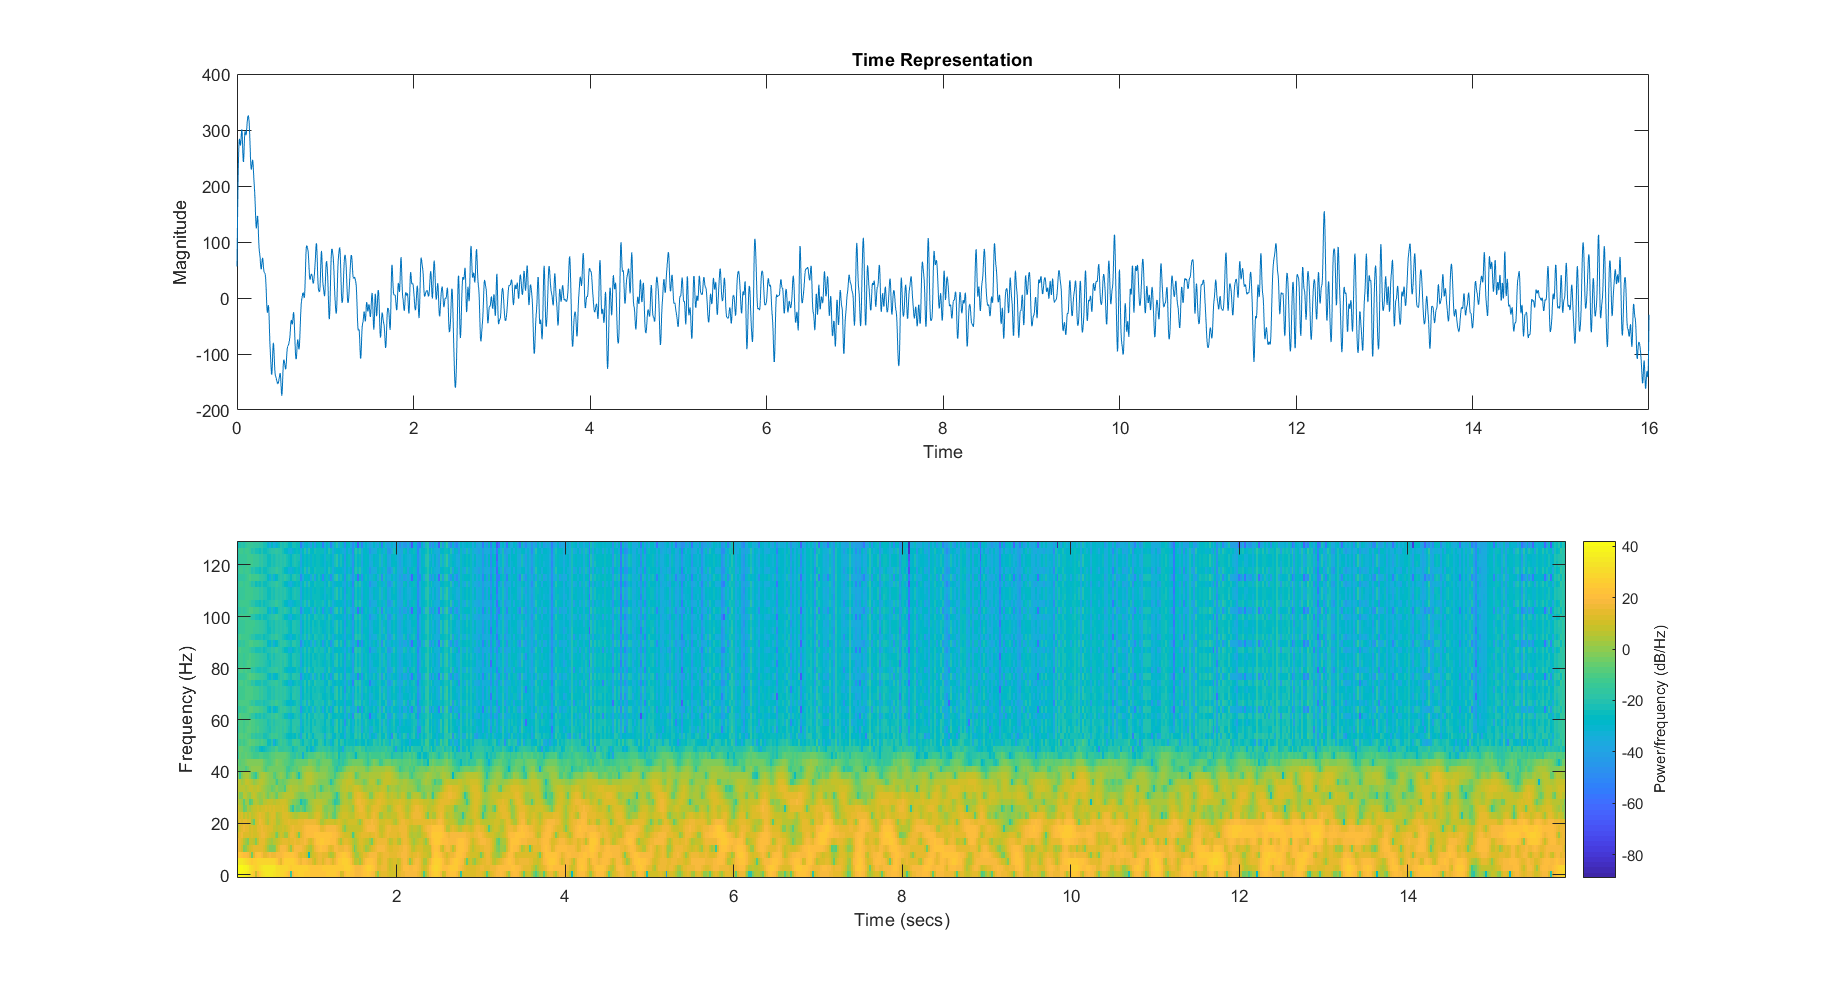 Time Representation
400
300
200
100
0
-100
-200
Magnitude
0 2 4 6 8 10 12 14 16
Time
120
100
80
60
40
20
0
Frequency (Hz)
2 4 6 8 10 12 14
Time (secs)
40
20
0
-20
-40
-60
-80
Power/frequency (dB/Hz)